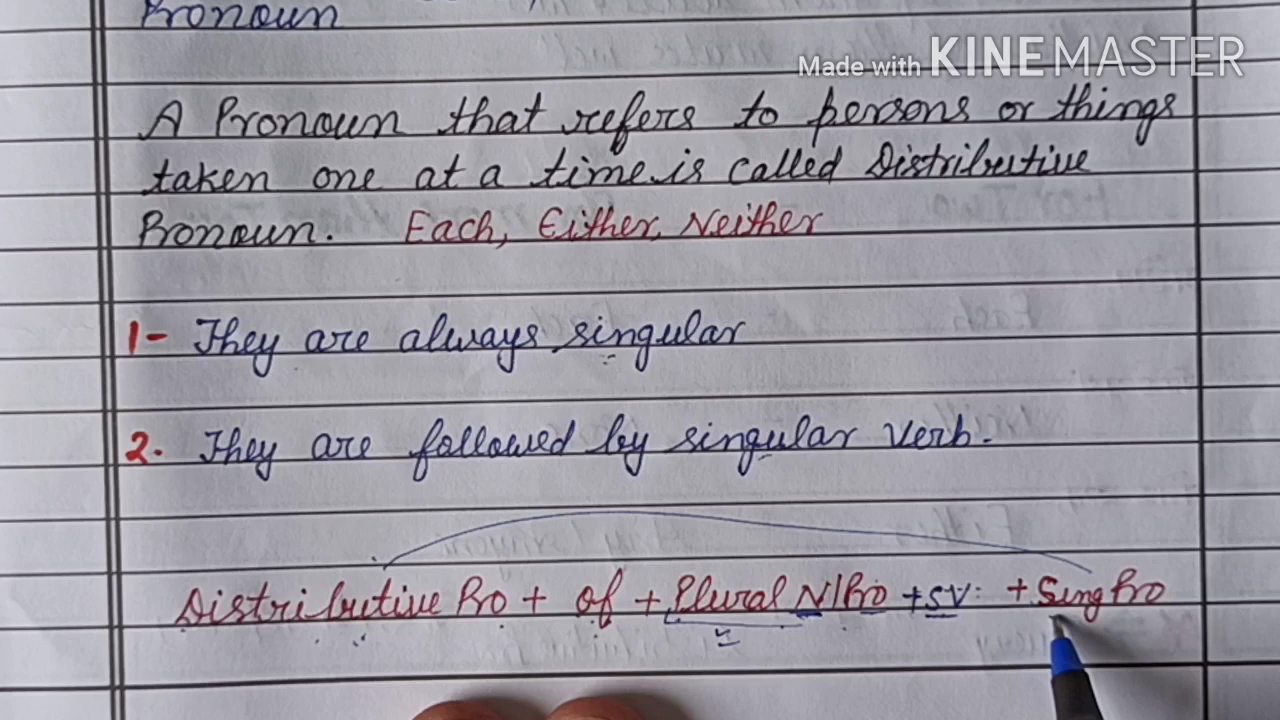 Pronoun
Made with KINEMASTER
A Pronoun that refers to persons or things
taken one at a time is called Distributive
Pronoun. Each, Either, Neither
1- They are always singular
2. They are followed by singular verb.
Distributive Pro + of + Plural N/Pro + SV. + Sing Pro